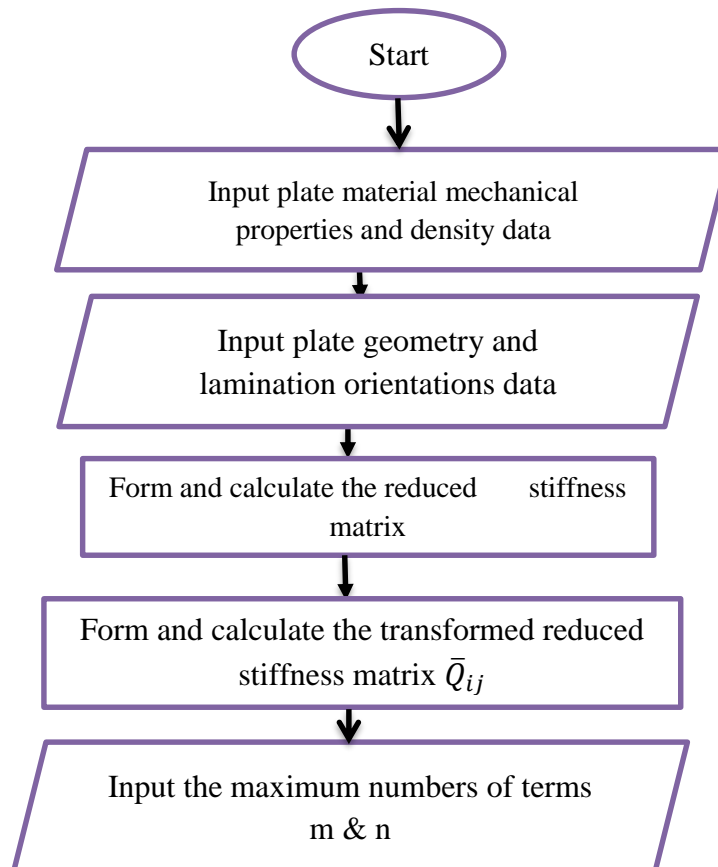 Start
Input plate material mechanical
properties and density data
Input plate geometry and
lamination orientations data
Form and calculate the reduced stiffness
matrix
Form and calculate the transformed reduced
stiffness matrix Q̄ᵢⱼ
Input the maximum numbers of terms
m & n